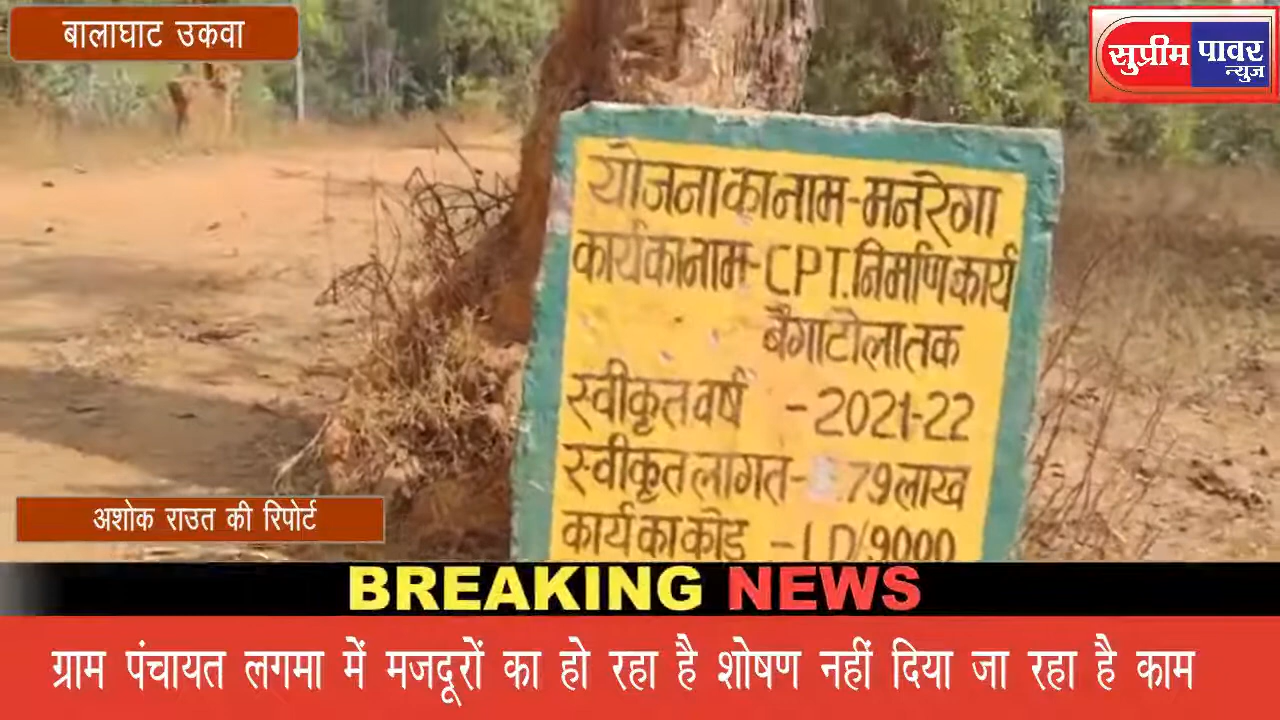 बालाघाट उकवा
सुप्रीम पावर
न्युज
योजना का नाम-मनरेगा
कार्य का नाम-CPT.निर्माण कार्य
बैगाटोला तक
स्वीकृत वर्ष -2021-22
स्वीकृत लागत- .79 लाख
कार्य का कोड -LD/9000
अशोक राउत की रिपोर्ट
BREAKING NEWS
ग्राम पंचायत लगमा में मजदूरों का हो रहा है शोषण नहीं दिया जा रहा है काम